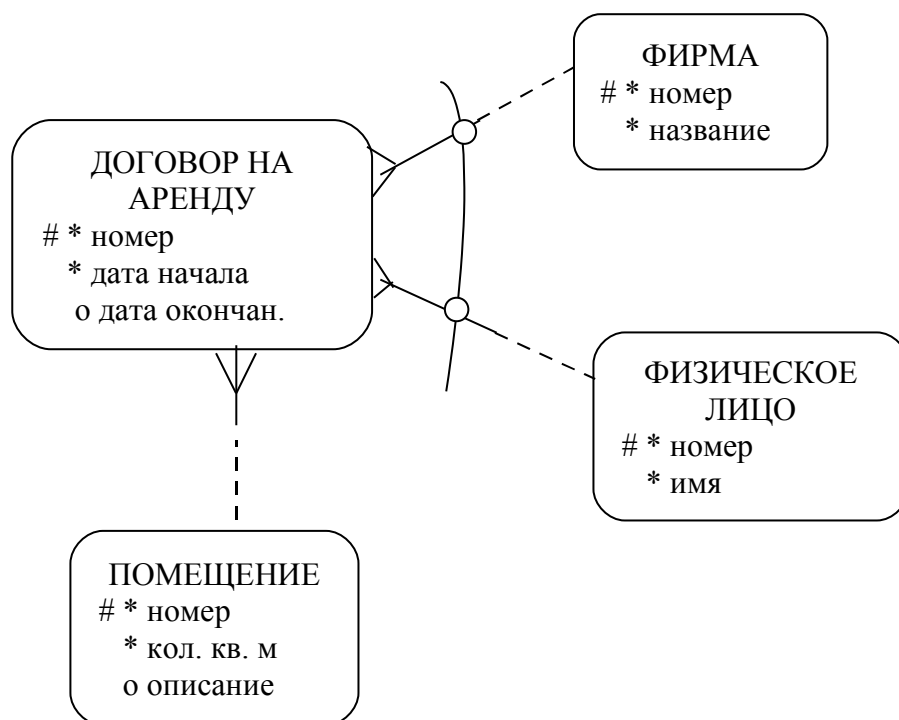 ФИРМА
# * номер
* название
ДОГОВОР НА
АРЕНДУ
# * номер
* дата начала
о дата окончан.
ФИЗИЧЕСКОЕ
ЛИЦО
# * номер
* имя
ПОМЕЩЕНИЕ
# * номер
* кол. кв. м
о описание